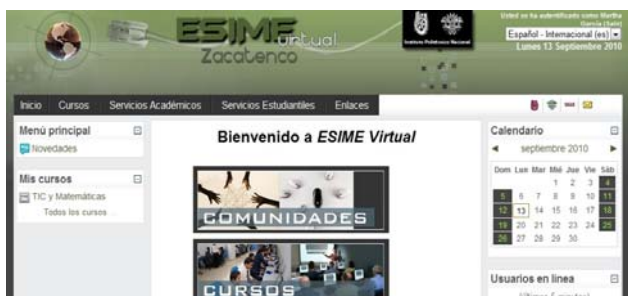 Usted se ha autentificado como Martha
García (Salir)
Español - Internacional (es)
Lunes 13 Septiembre 2010
ESIME virtual
Zacatenco
Instituto Politécnico Nacional
Inicio Cursos Servicios Académicos Servicios Estudiantiles Enlaces
Menú principal
Novedades
Mis cursos
TIC y Matemáticas
Todos los cursos
Bienvenido a ESIME Virtual
COMUNIDADES
CURSOS
Calendario
septiembre 2010
Dom Lun Mar Mié Jue Vie Sáb
1 2 3 4
5 6 7 8 9 10 11
12 13 14 15 16 17 18
19 20 21 22 23 24 25
26 27 28 29 30
Usuarios en línea